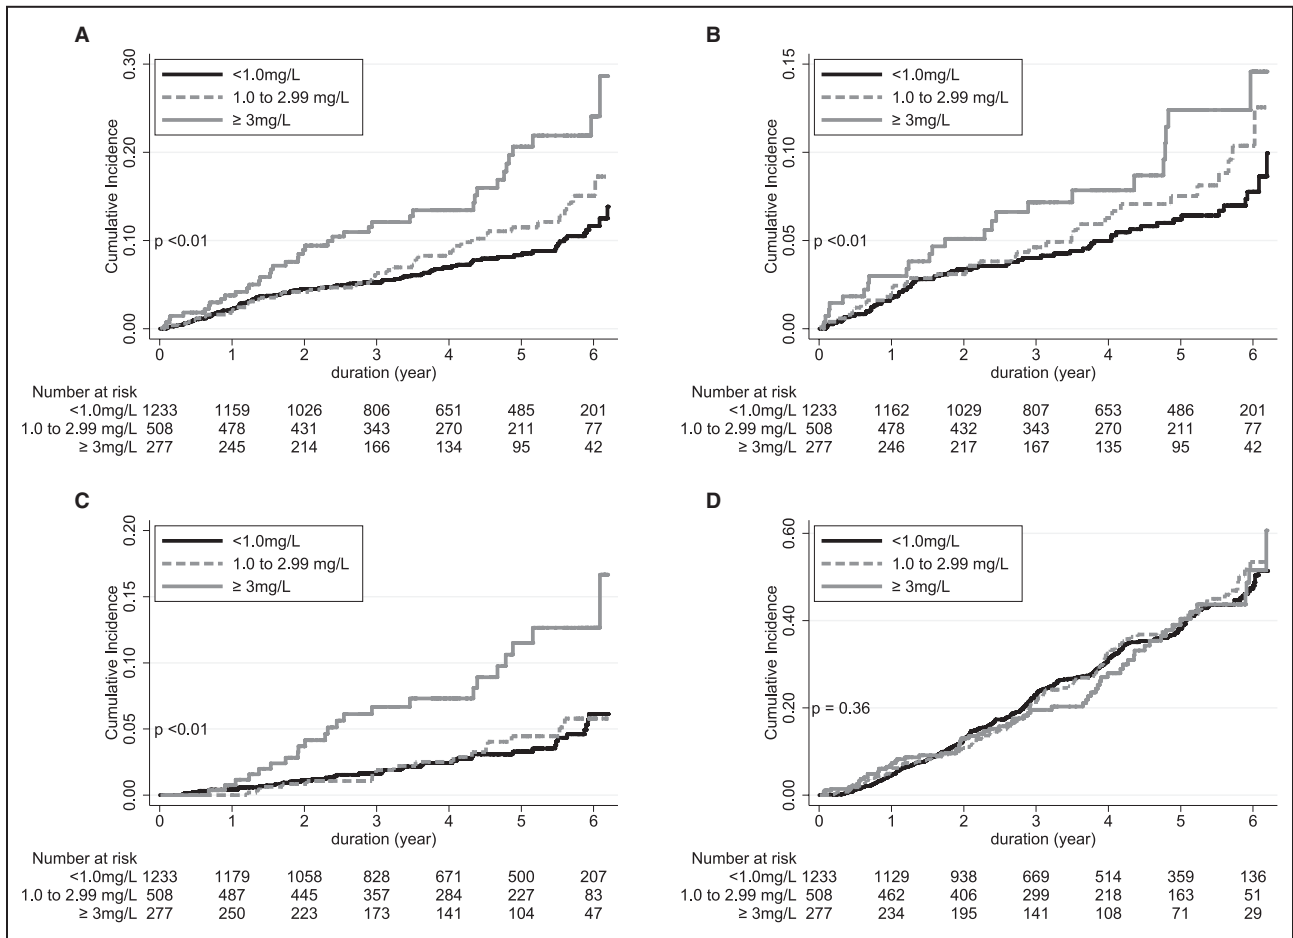 A
Cumulative Incidence
0.30
0.20
0.10
0.00
<1.0mg/L
1.0 to 2.99 mg/L
≥ 3mg/L
p <0.01
0 1 2 3 4 5 6
duration (year)
Number at risk
<1.0mg/L 1233 1159 1026 806 651 485 201
1.0 to 2.99 mg/L 508 478 431 343 270 211 77
≥ 3mg/L 277 245 214 166 134 95 42
B
Cumulative Incidence
0.15
0.10
0.05
0.00
<1.0mg/L
1.0 to 2.99 mg/L
≥ 3mg/L
p <0.01
0 1 2 3 4 5 6
duration (year)
Number at risk
<1.0mg/L 1233 1162 1029 807 653 486 201
1.0 to 2.99 mg/L 508 478 432 343 270 211 77
≥ 3mg/L 277 246 217 167 135 95 42
C
Cumulative Incidence
0.20
0.15
0.10
0.05
0.00
<1.0mg/L
1.0 to 2.99 mg/L
≥ 3mg/L
p <0.01
0 1 2 3 4 5 6
duration (year)
Number at risk
<1.0mg/L 1233 1179 1058 828 671 500 207
1.0 to 2.99 mg/L 508 487 445 357 284 227 83
≥ 3mg/L 277 250 223 173 141 104 47
D
Cumulative Incidence
0.60
0.40
0.20
0.00
<1.0mg/L
1.0 to 2.99 mg/L
≥ 3mg/L
p = 0.36
0 1 2 3 4 5 6
duration (year)
Number at risk
<1.0mg/L 1233 1129 938 669 514 359 136
1.0 to 2.99 mg/L 508 462 406 299 218 163 51
≥ 3mg/L 277 234 195 141 108 71 29